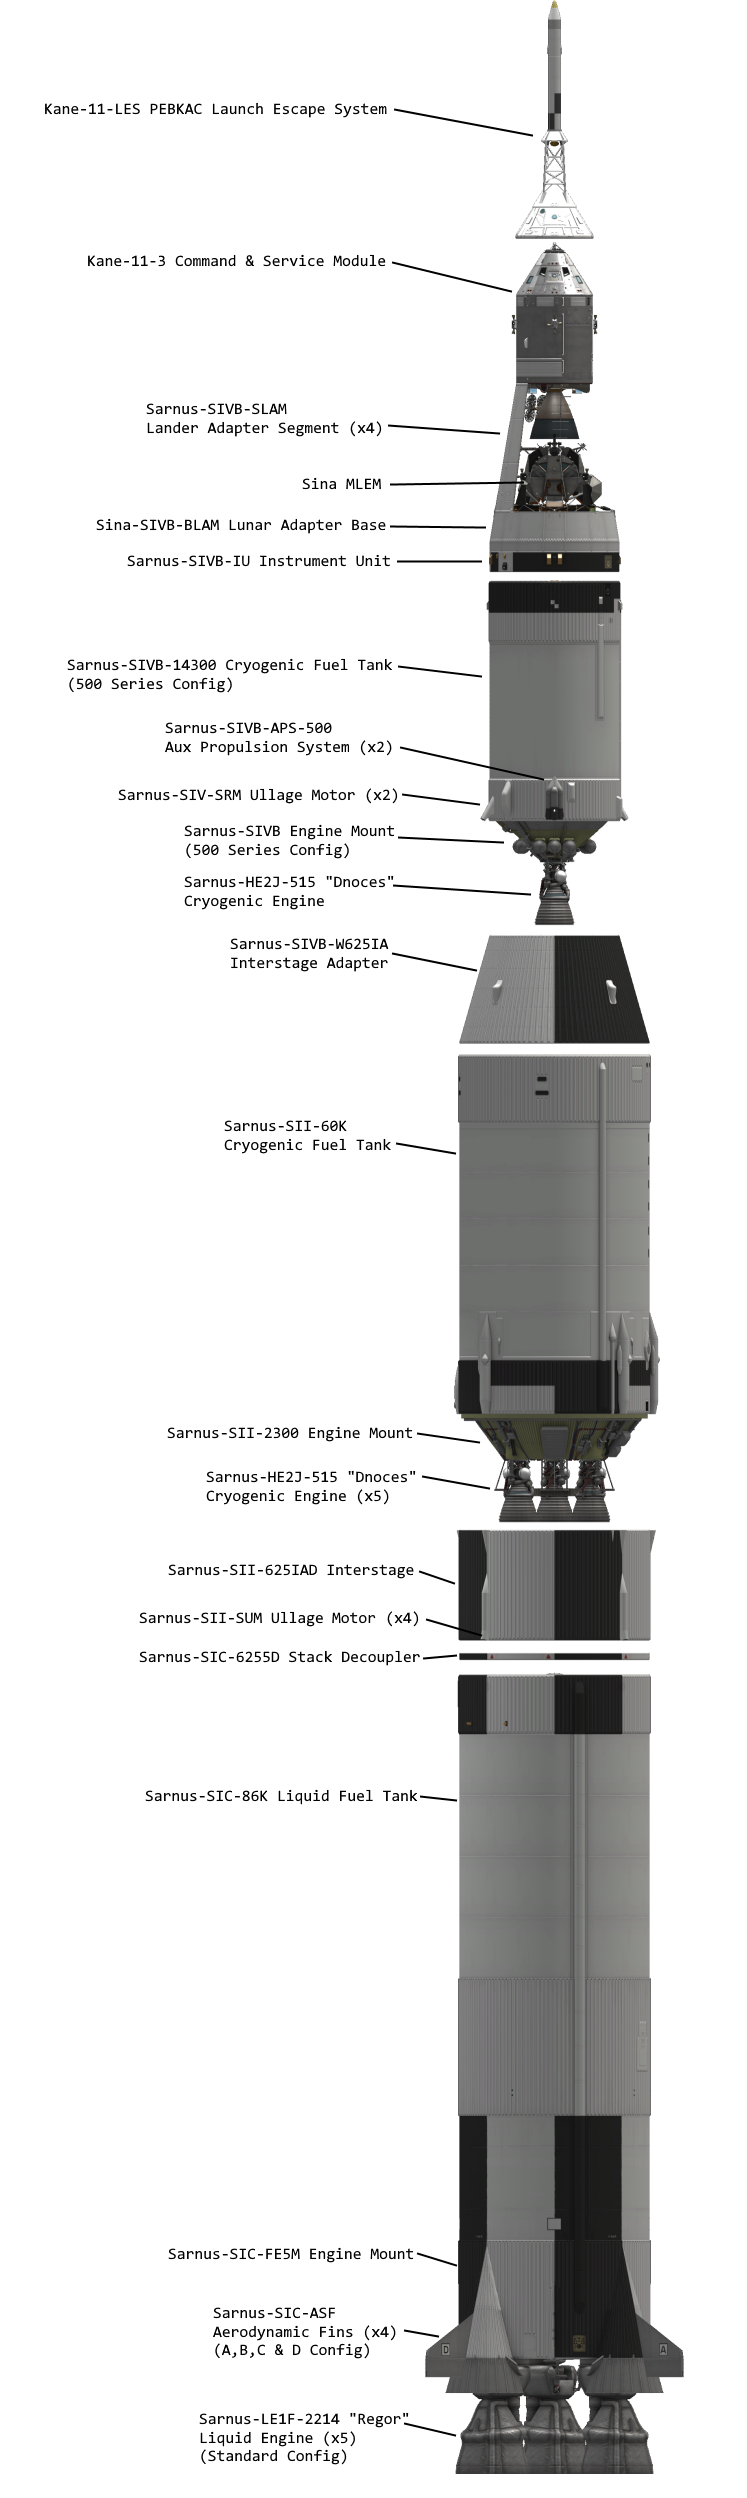 Kane-11-LES PEBKAC Launch Escape System
Kane-11-3 Command & Service Module
Sarnus-SIVB-SLAM
Lander Adapter Segment (x4)
Sina MLEM
Sina-SIVB-BLAM Lunar Adapter Base
Sarnus-SIVB-IU Instrument Unit
Sarnus-SIVB-14300 Cryogenic Fuel Tank
(500 Series Config)
Sarnus-SIVB-APS-500
Aux Propulsion System (x2)
Sarnus-SIV-SRM Ullage Motor (x2)
Sarnus-SIVB Engine Mount
(500 Series Config)
Sarnus-HE2J-515 "Dnoces"
Cryogenic Engine
Sarnus-SIVB-W625IA
Interstage Adapter
Sarnus-SII-60K
Cryogenic Fuel Tank
Sarnus-SII-2300 Engine Mount
Sarnus-HE2J-515 "Dnoces"
Cryogenic Engine (x5)
Sarnus-SII-625IAD Interstage
Sarnus-SII-SUM Ullage Motor (x4)
Sarnus-SIC-6255D Stack Decoupler
Sarnus-SIC-86K Liquid Fuel Tank
Sarnus-SIC-FE5M Engine Mount
Sarnus-SIC-ASF
Aerodynamic Fins (x4)
(A,B,C & D Config)
D
A
Sarnus-LE1F-2214 "Regor"
Liquid Engine (x5)
(Standard Config)